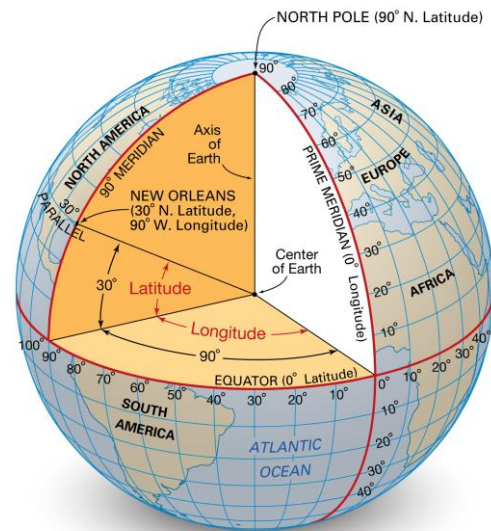 NORTH POLE (90° N. Latitude)
90°
80°
70°
60°
50°
40°
30°
20°
10°
ASIA
EUROPE
AFRICA
PRIME MERIDIAN (0° Longitude)
NORTH AMERICA
90° MERIDIAN
Axis
of
Earth
30°
PARALLEL
NEW ORLEANS
(30° N. Latitude,
90° W. Longitude)
Center
of Earth
30°
Latitude
Longitude
90°
EQUATOR (0° Latitude)
100°
90°
80°
70°
60°
50°
40°
30°
20°
10°
0°
10°
20°
30°
40°
10°
20°
30°
40°
SOUTH
AMERICA
ATLANTIC
OCEAN